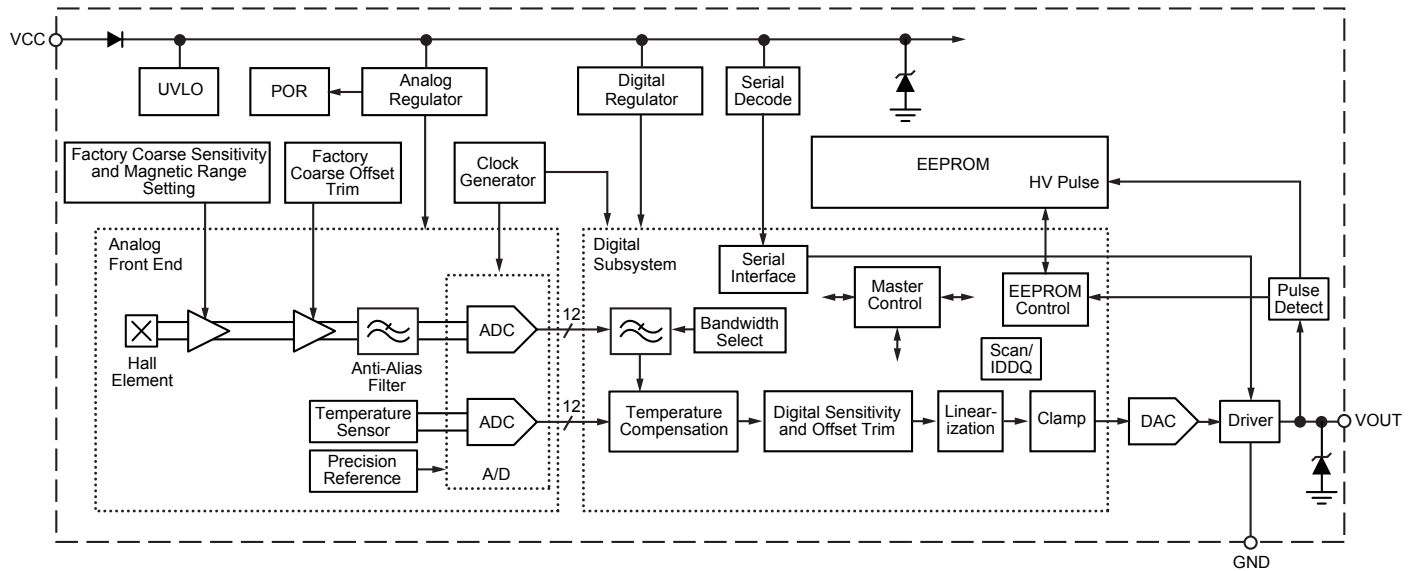 VCC
UVLO
POR
Analog
Regulator
Digital
Regulator
Serial
Decode
Factory Coarse Sensitivity
and Magnetic Range
Setting
Factory
Coarse Offset
Trim
Clock
Generator
EEPROM
HV Pulse
Analog
Front End
Digital
Subsystem
Serial
Interface
Master
Control
EEPROM
Control
Pulse
Detect
Hall
Element
Anti-Alias
Filter
ADC
12
Bandwidth
Select
Scan/
IDDQ
Temperature
Sensor
ADC
12
Temperature
Compensation
Digital Sensitivity
and Offset Trim
Linear-
ization
Clamp
DAC
Driver
VOUT
Precision
Reference
A/D
GND